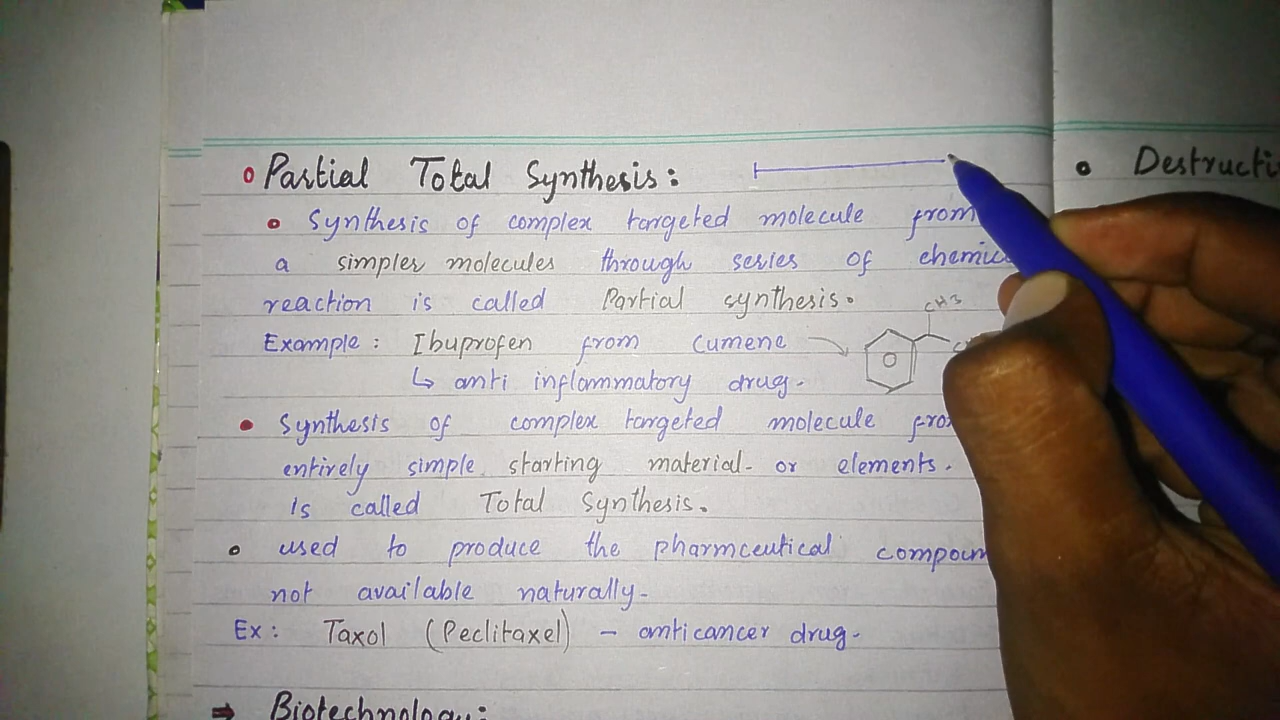 Partial Total Synthesis:
Synthesis of complex targeted molecule from
a simpler molecules through series of chemic
reaction is called Partial synthesis.
Example: Ibuprofen from Cumene
CH3
↳ anti inflammatory drug.
Synthesis of complex targeted molecule fro
entirely simple starting material. or elements.
is called Total Synthesis.
used to produce the pharmceutical compoun
not available naturally.
Ex: Taxol (Peclitaxel) - anticancer drug.
⇒ Biotechnology:
Destructi